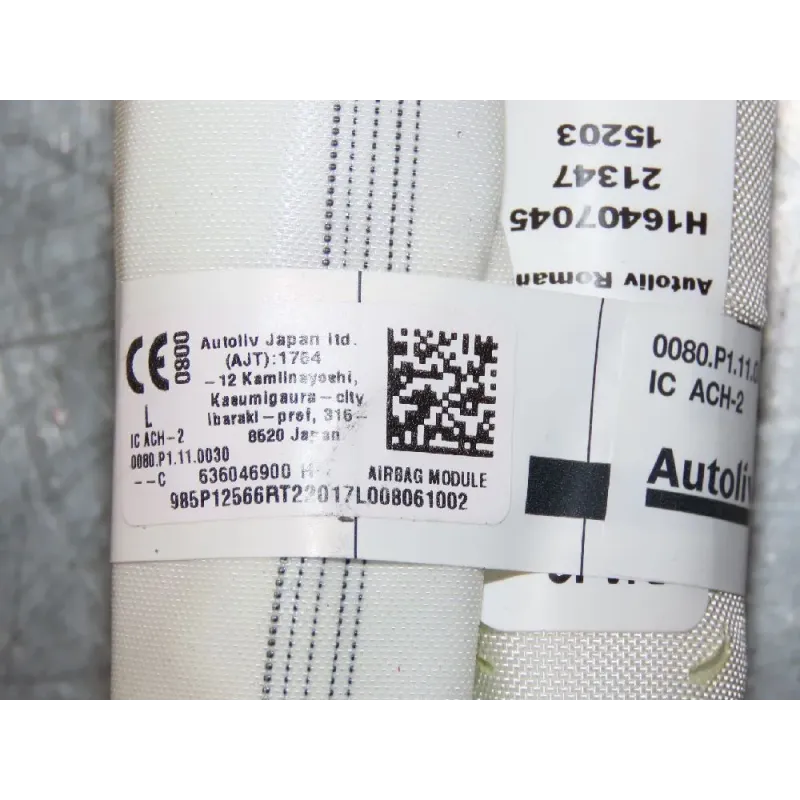 15203
21347
H16407045
Autoliv Roman
CE 0080
Autoliv Japan ltd.
(AJT):1764
-12 Kamiinayoshi,
Kasumigaura-city
Ibaraki-pref, 315-
6520 Japan
L
IC ACH-2
0080.P1.11.0030
--C 636046900 H
AIRBAG MODULE
985P12566RT22017L008061002
0080.P1.11.0
IC ACH-2
Autoliv